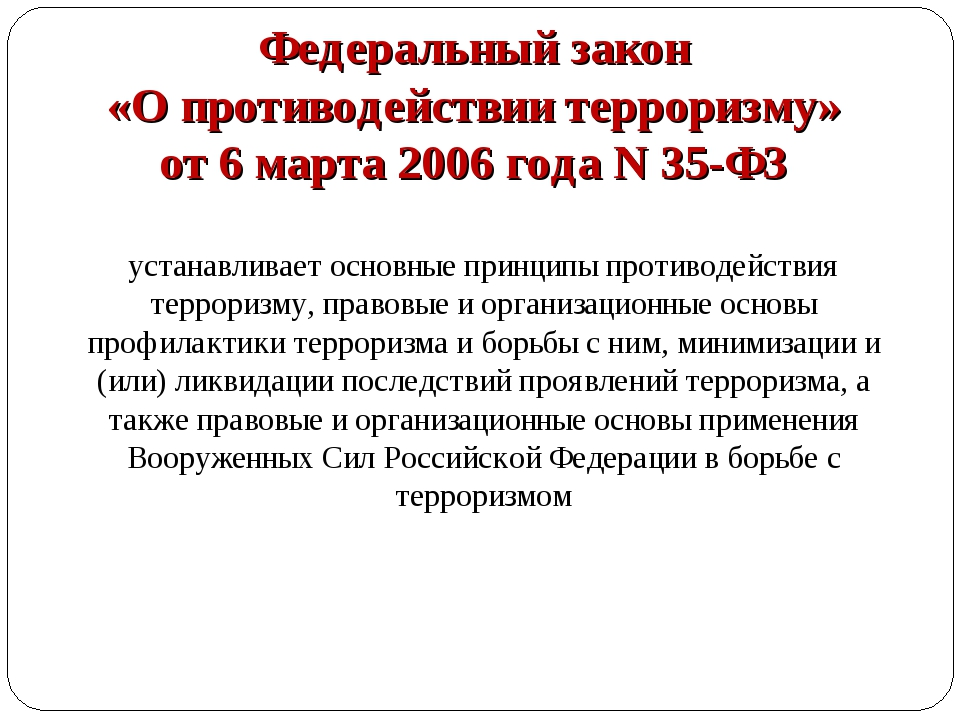 Федеральный закон
«О противодействии терроризму»
от 6 марта 2006 года N 35-ФЗ
устанавливает основные принципы противодействия
терроризму, правовые и организационные основы
профилактики терроризма и борьбы с ним, минимизации и
(или) ликвидации последствий проявлений терроризма, а
также правовые и организационные основы применения
Вооруженных Сил Российской Федерации в борьбе с
терроризмом